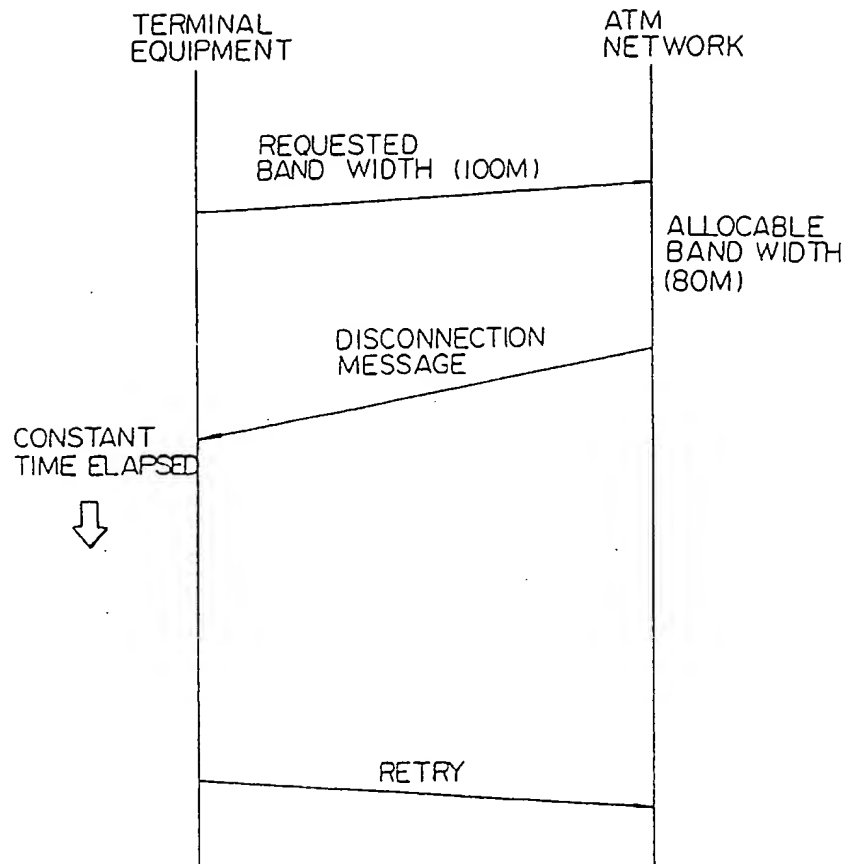 TERMINAL
EQUIPMENT
ATM
NETWORK
REQUESTED
BAND WIDTH (100M)
ALLOCABLE
BAND WIDTH
(80M)
DISCONNECTION
MESSAGE
CONSTANT
TIME ELAPSED
RETRY